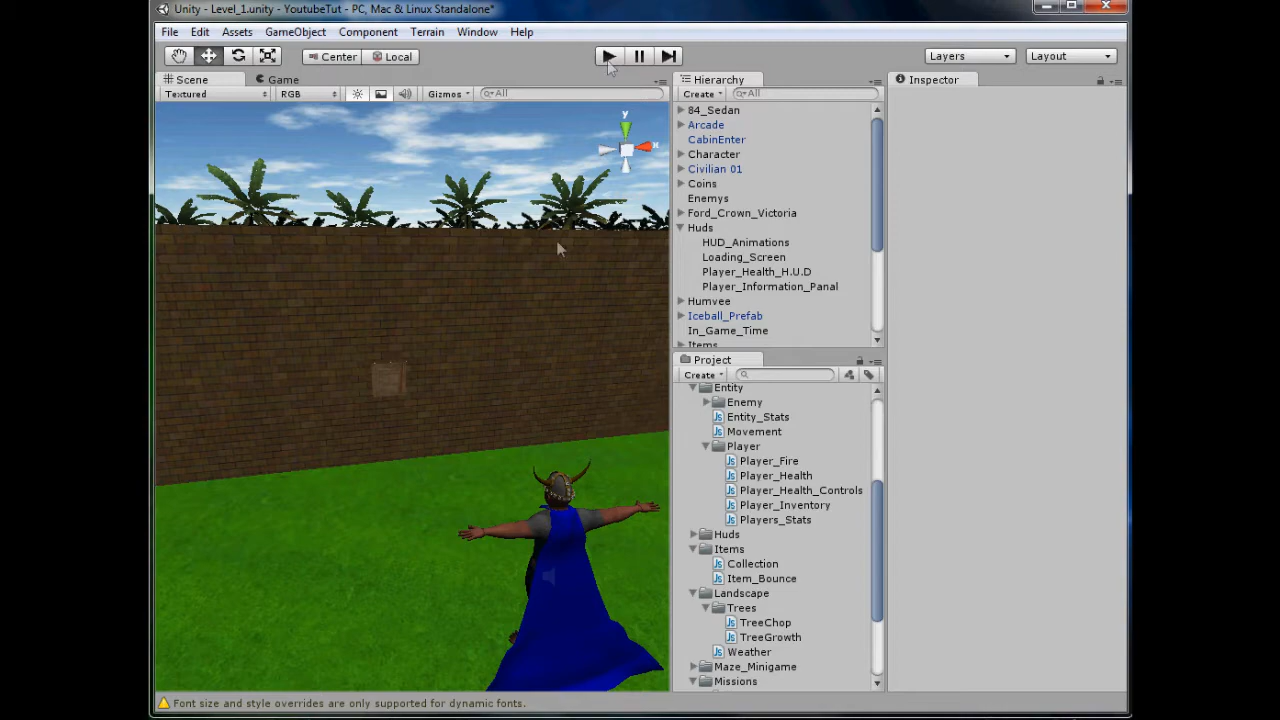 Unity - Level_1.unity - YoutubeTut - PC, Mac & Linux Standalone*
File Edit Assets GameObject Component Terrain Window Help
Center Local Layers Layout
Scene Game
Textured RGB Gizmos All
y
x
Hierarchy
Create All
84_Sedan
Arcade
CabinEnter
Character
Civilian 01
Coins
Enemys
Ford_Crown_Victoria
Huds
HUD_Animations
Loading_Screen
Player_Health_H.U.D
Player_Information_Panal
Humvee
Iceball_Prefab
In_Game_Time
Items
Project
Create
Entity
Enemy
Entity_Stats
Movement
Player
Player_Fire
Player_Health
Player_Health_Controls
Player_Inventory
Players_Stats
Huds
Items
Collection
Item_Bounce
Landscape
Trees
TreeChop
TreeGrowth
Weather
Maze_Minigame
Missions
Inspector
Font size and style overrides are only supported for dynamic fonts.